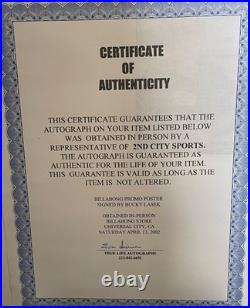 CERTIFICATE
OF
AUTHENTICITY
THIS CERTIFICATE GUARANTEES THAT THE
AUTOGRAPH ON YOUR ITEM LISTED BELOW
WAS OBTAINED IN PERSON BY A
REPRESENTATIVE OF 2ND CITY SPORTS.
THE AUTOGRAPH IS GUARANTEED AS
AUTHENTIC FOR THE LIFE OF YOUR ITEM.
THIS GUARANTEE IS VALID AS LONG AS THE
ITEM IS NOT ALTERED.
BILLABONG PROMO POSTER
SIGNED BY BUCKY LASEK
OBTAINED IN-PERSON
BILLABONG STORE
UNIVERSAL CITY, CA
SATURDAY APRIL 13, 2002
TRUE LIFE AUTOGRAPHS